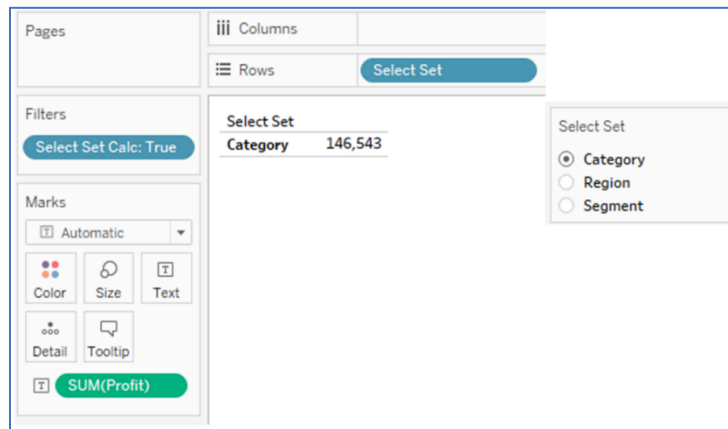 Pages
Columns
Rows
Select Set
Filters
Select Set Calc: True
Marks
T Automatic
Color
Size
T
Text
Detail
Tooltip
T SUM(Profit)
Select Set
Category 146,543
Select Set
Category
Region
Segment